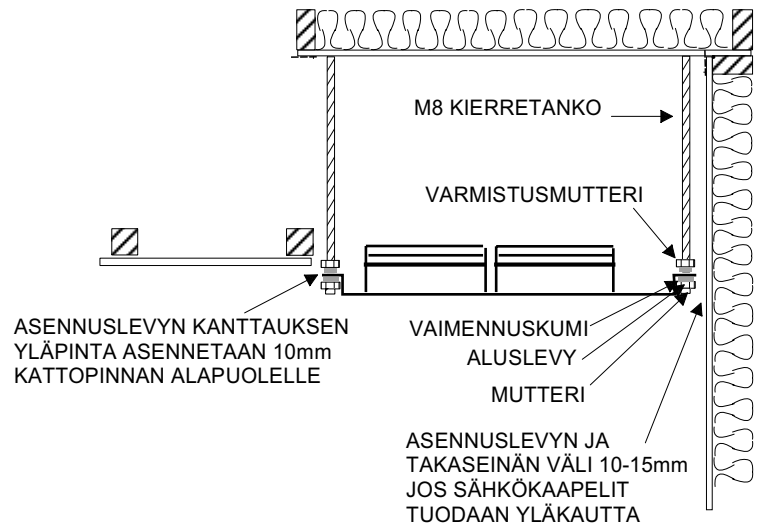 M8 KIERRETANKO
VARMISTUSMUTTERI
ASENNUSLEVYN KANTTAUKSEN
YLÄPINTA ASENNETAAN 10mm
KATTOPINNAN ALAPUOLELLE
VAIMENNUSKUMI
ALUSLEVY
MUTTERI
ASENNUSLEVYN JA
TAKASEINÄN VÄLI 10-15mm
JOS SÄHKÖKAAPELIT
TUODAAN YLÄKAUTTA